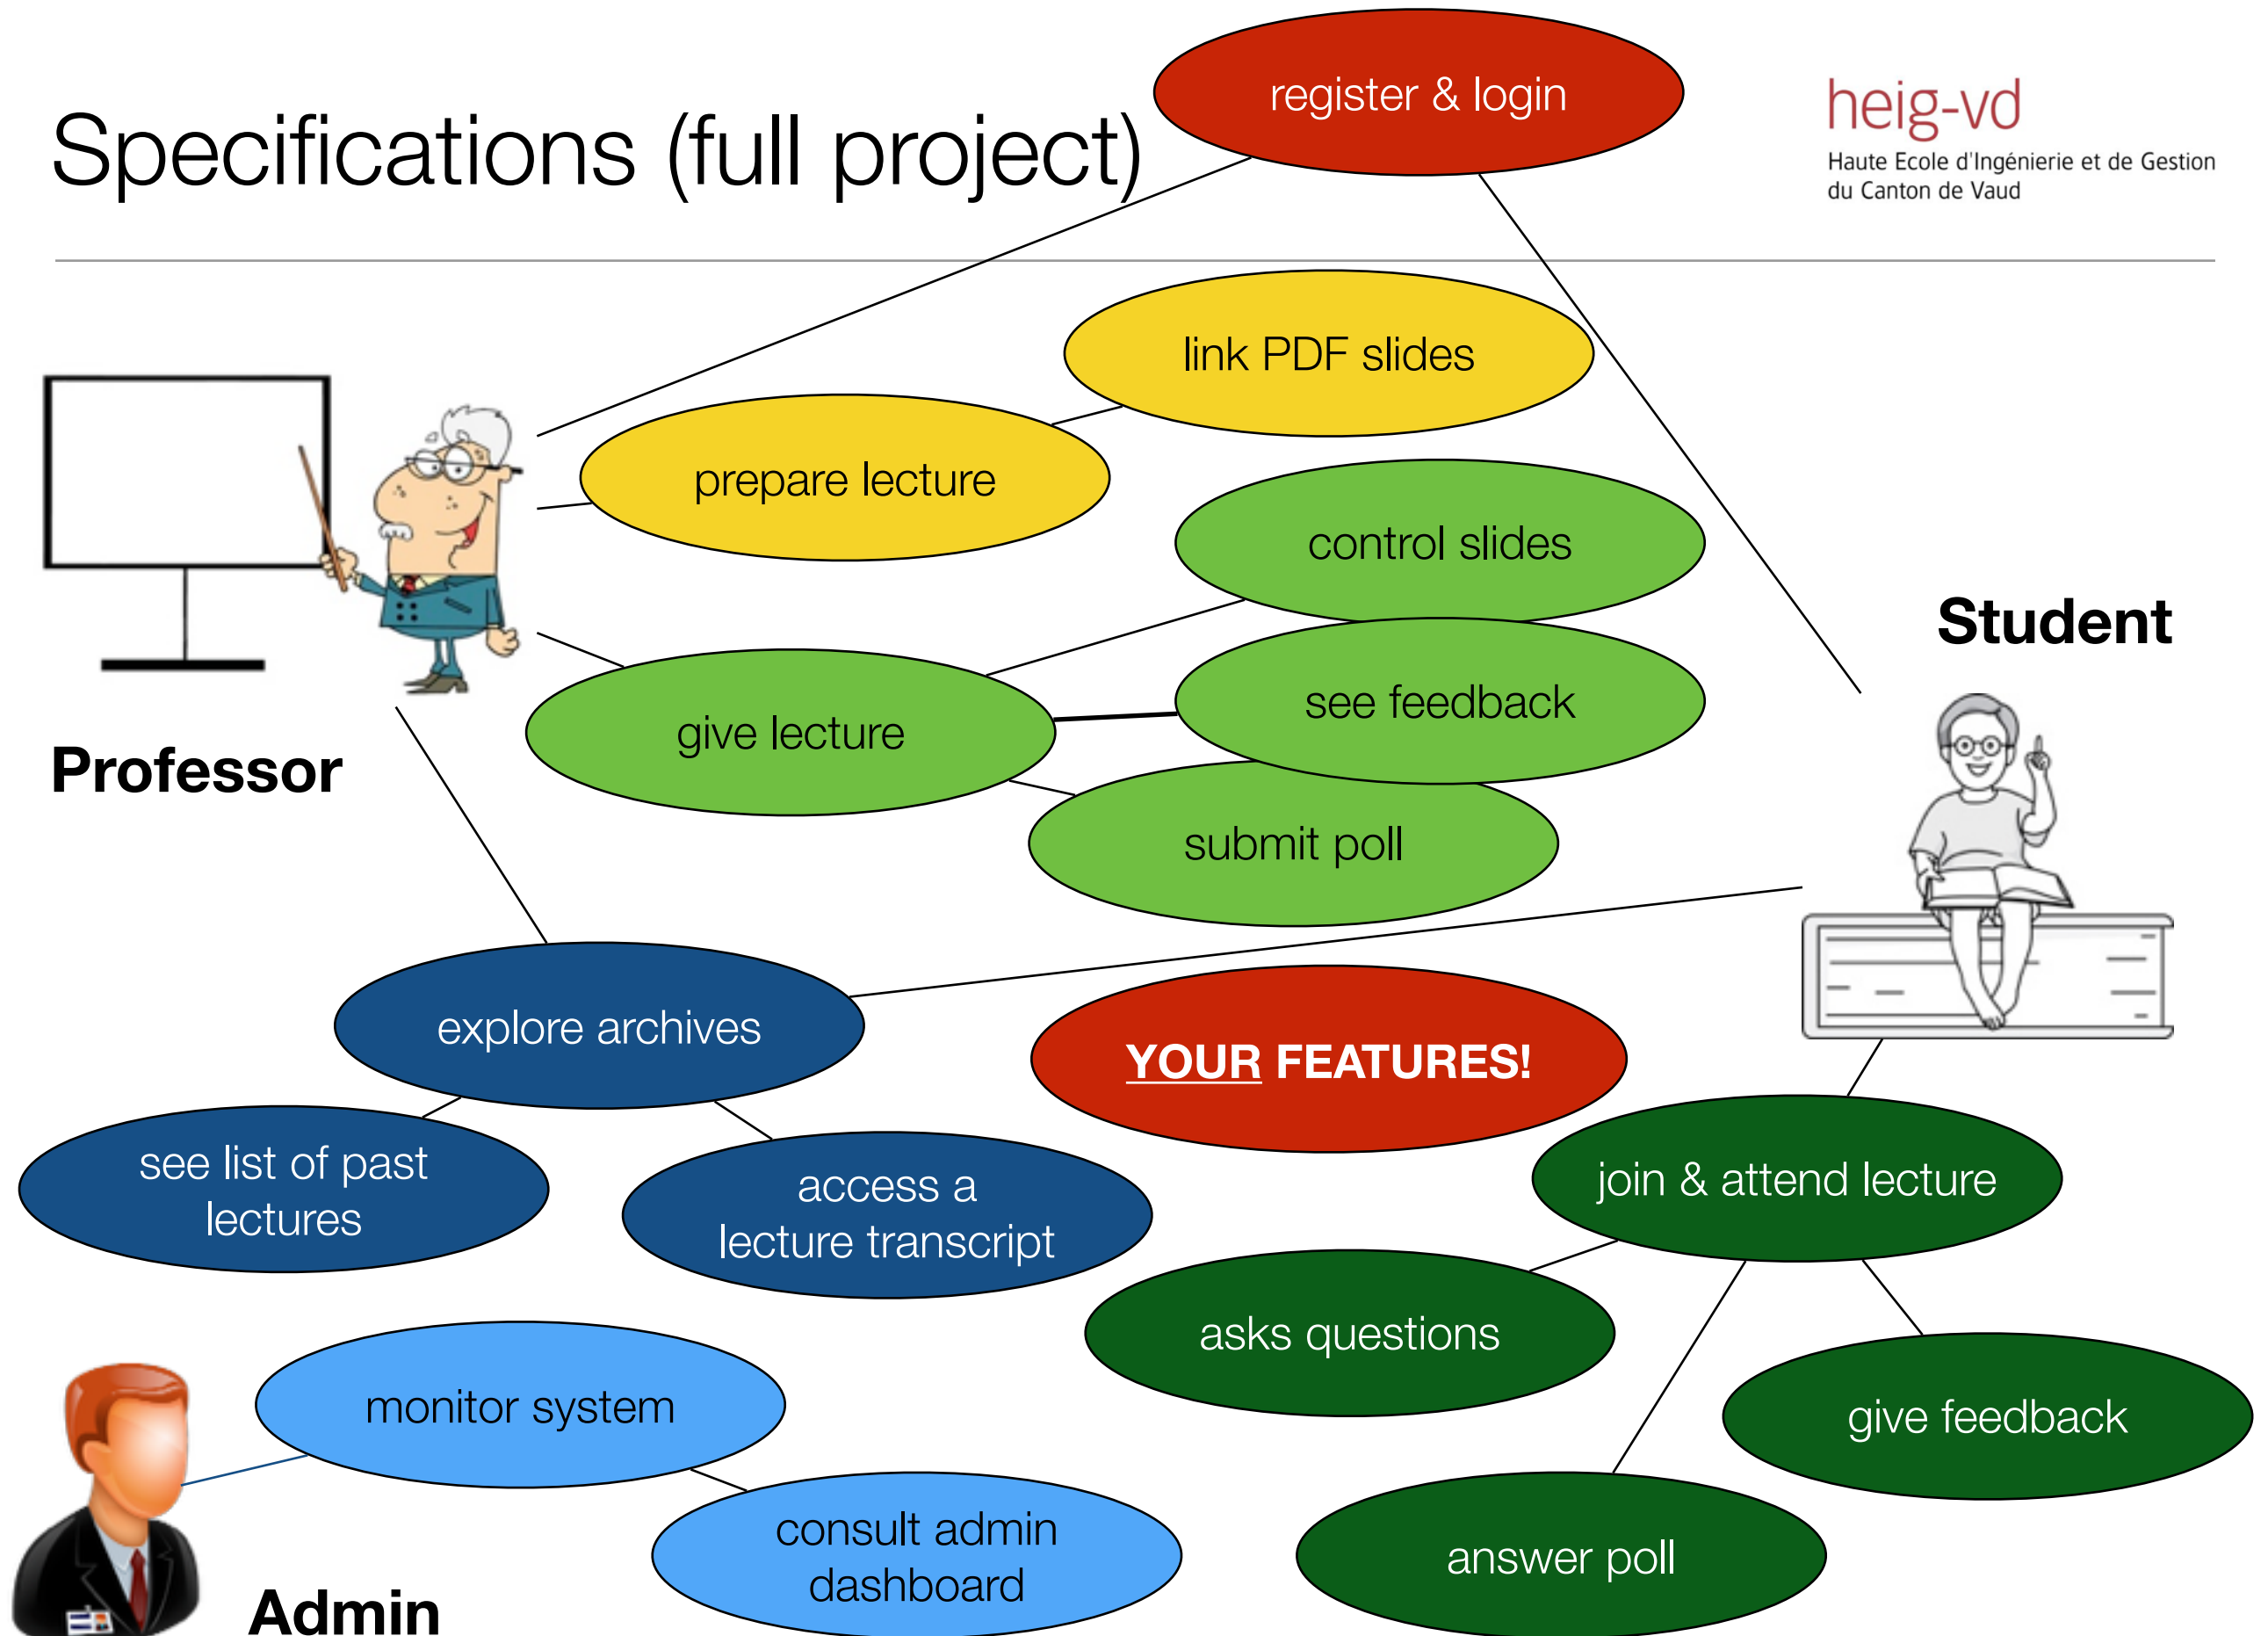 Specifications (full project)
register & login
heig-vd
Haute Ecole d'Ingénierie et de Gestion
du Canton de Vaud
link PDF slides
prepare lecture
control slides
Student
see feedback
give lecture
Professor
submit poll
explore archives
YOUR FEATURES!
see list of past
lectures
access a
lecture transcript
join & attend lecture
asks questions
monitor system
give feedback
consult admin
dashboard
answer poll
Admin